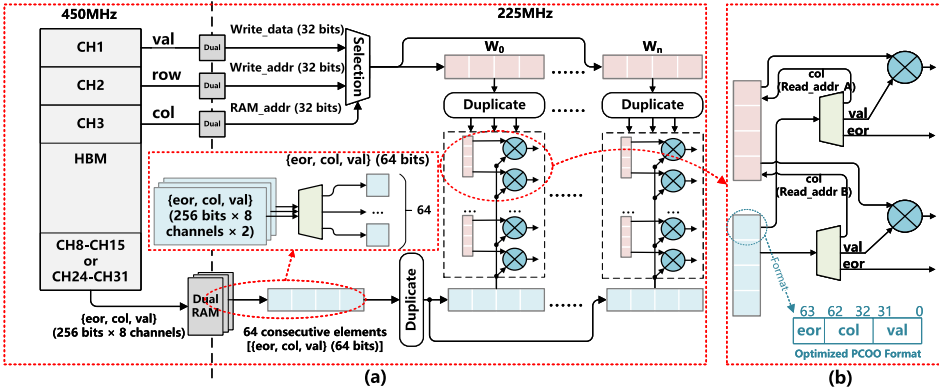 450MHz
225MHz
CH1
CH2
CH3
HBM
CH8-CH15
or
CH24-CH31
val
row
col
Dual
Dual
Dual
Write_data (32 bits)
Write_addr (32 bits)
RAM_addr (32 bits)
Selection
W0
......
Wn
Duplicate
......
Duplicate
{eor, col, val} (64 bits)
{eor, col, val}
(256 bits × 8
channels × 2)
...
64
...
...
......
...
...
......
......
{eor, col, val}
(256 bits × 8 channels)
Dual
RAM
64 consecutive elements
[{eor, col, val} (64 bits)]
Duplicate
......
(a)
col
(Read_addr_A)
val
eor
col
(Read_addr B)
val
eor
Format
63 62 32 31 0
eor col val
Optimized PCOO Format
(b)